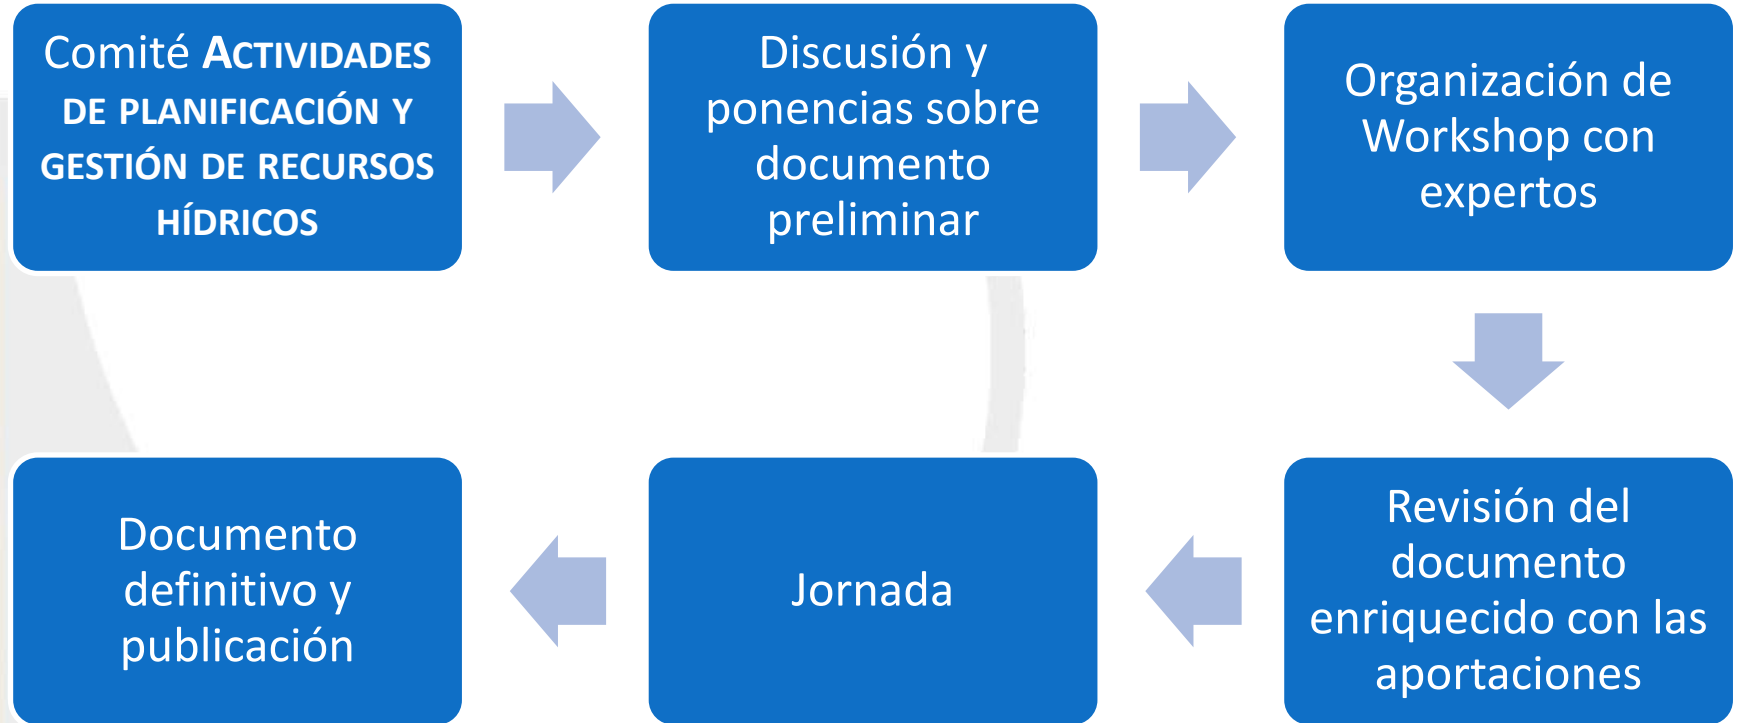 Comité ACTIVIDADES
DE PLANIFICACIÓN Y
GESTIÓN DE RECURSOS
HÍDRICOS
Discusión y
ponencias sobre
documento
preliminar
Organización de
Workshop con
expertos
Revisión del
documento
enriquecido con las
aportaciones
Jornada
Documento
definitivo y
publicación